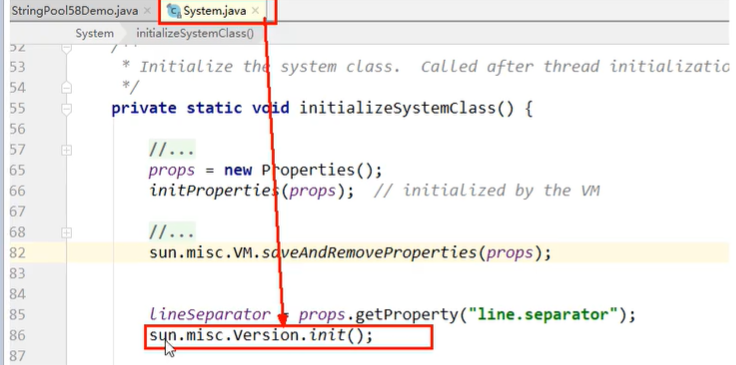 StringPool58Demo.java × System.java ×
System initializeSystemClass()
52 /**
53 * Initialize the system class. Called after thread initializatio
54 */
55 private static void initializeSystemClass() {
56
57 //...
65 props = new Properties();
66 initProperties(props); // initialized by the VM
67
68 //...
82 sun.misc.VM.saveAndRemoveProperties(props);
83
84
85 lineSeparator = props.getProperty("line.separator");
86 sun.misc.Version.init();
87